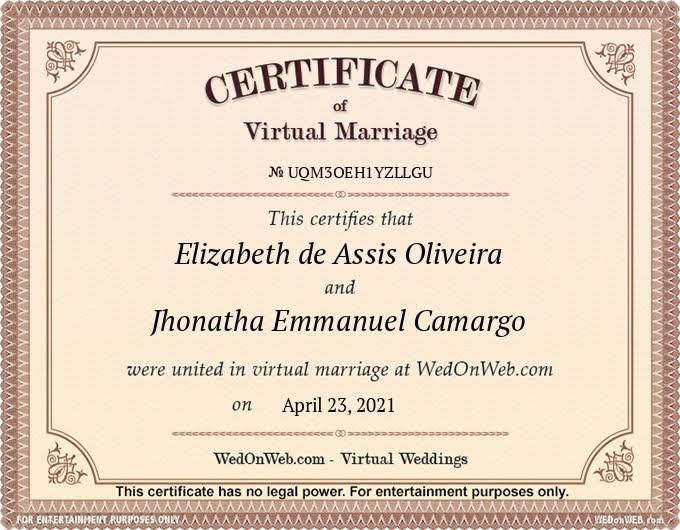 CERTIFICATE
of
Virtual Marriage
№ UQM3OEH1YZLLGU
This certifies that
Elizabeth de Assis Oliveira
and
Jhonatha Emmanuel Camargo
were united in virtual marriage at WedOnWeb.com
on April 23, 2021
WedOnWeb.com - Virtual Weddings
This certificate has no legal power. For entertainment purposes only.
FOR ENTERTAINMENT PURPOSES ONLY WEDonWEB.com